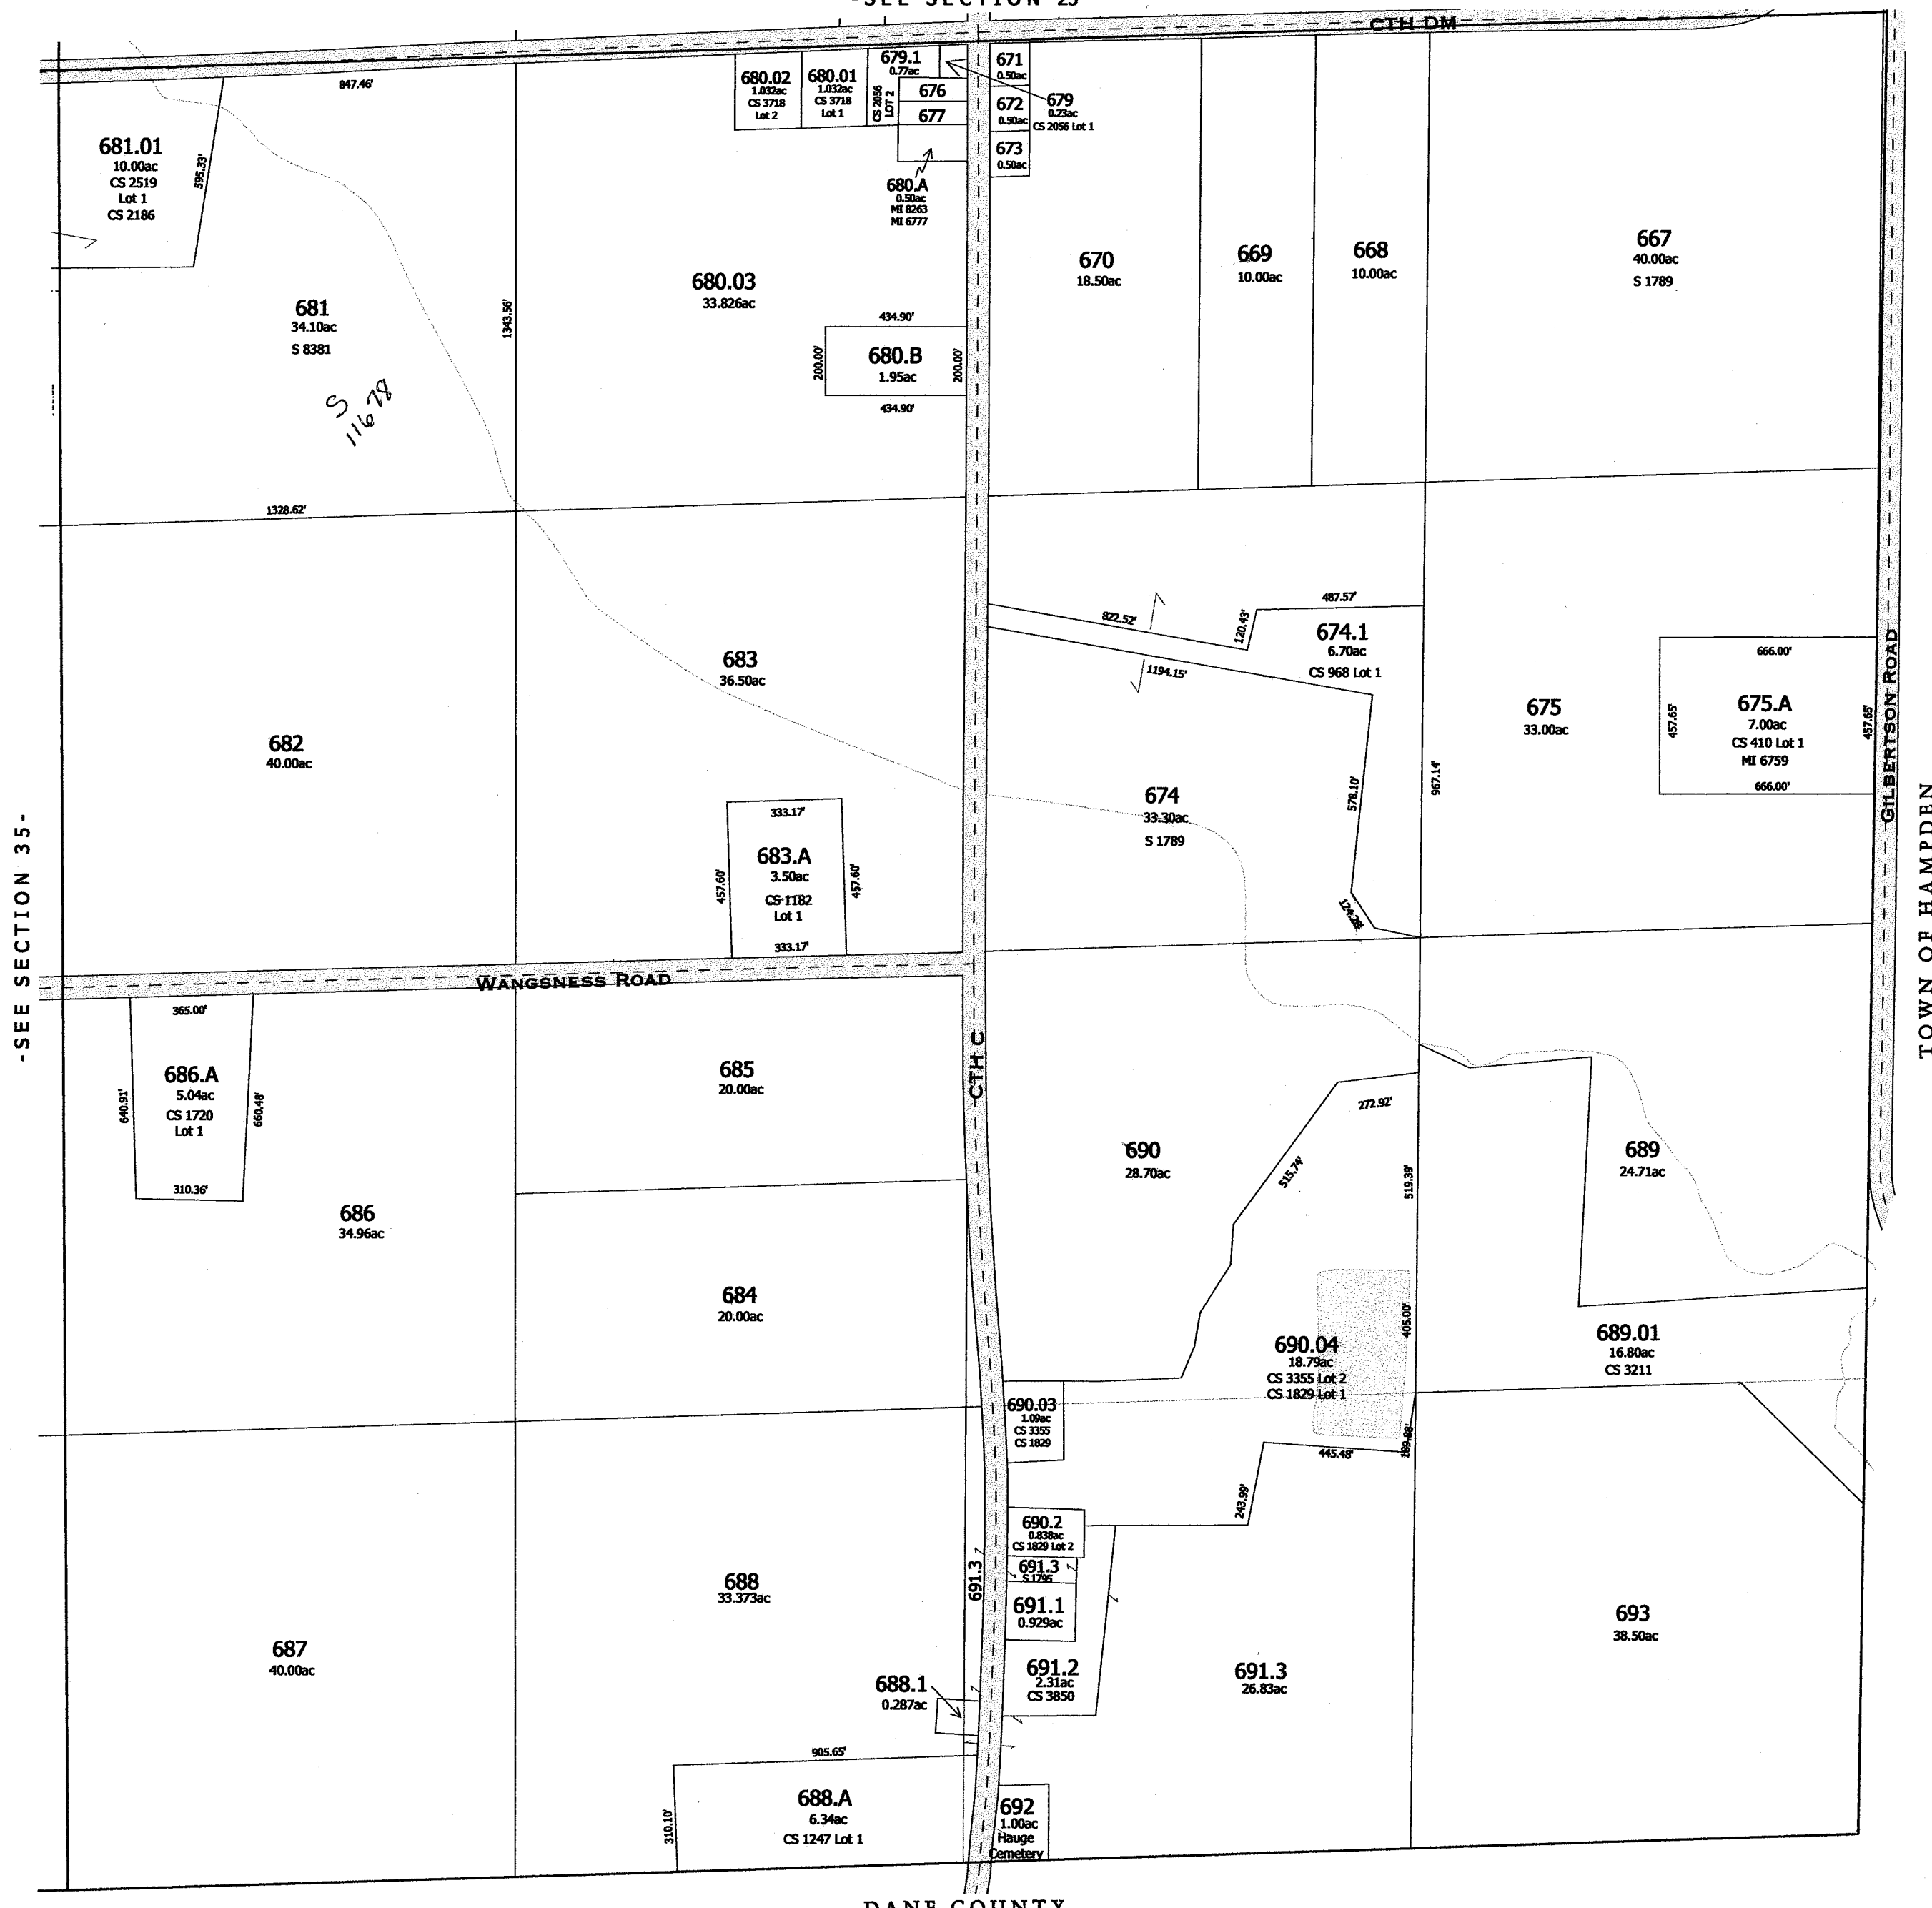 -SEE SECTION 25
CTH DM
847.46'
681.01
10.00ac
CS 2519
Lot 1
CS 2186
595.33'
681
34.10ac
S 8381
S
11678
1343.56'
1328.62'
680.02
1.032ac
CS 3718
Lot 2
680.01
1.032ac
CS 3718
Lot 1
CS 2056
LOT 2
679.1
0.77ac
676
677
680.A
0.50ac
MI 8263
MI 6777
671
0.50ac
672
0.50ac
673
0.50ac
679
0.23ac
CS 2056 Lot 1
680.03
33.826ac
434.90'
200.00'
680.B
1.95ac
200.00'
434.90'
670
18.50ac
669
10.00ac
668
10.00ac
667
40.00ac
S 1789
682
40.00ac
683
36.50ac
333.17'
457.60'
683.A
3.50ac
CS 1182
Lot 1
457.60'
333.17'
822.52'
120.43'
487.57'
674.1
6.70ac
CS 968 Lot 1
1194.15'
578.10'
967.14'
124.28'
674
33.30ac
S 1789
675
33.00ac
666.00'
457.65'
675.A
7.00ac
CS 410 Lot 1
MI 6759
457.65'
666.00'
GILBERTSON ROAD
TOWN OF HAMPDEN
-SEE SECTION 35-
WANGSNESS ROAD
CTH C
365.00'
640.91'
686.A
5.04ac
CS 1720
Lot 1
660.48'
310.36'
686
34.96ac
685
20.00ac
684
20.00ac
690
28.70ac
272.92'
515.74'
519.39'
405.00'
689
24.71ac
690.04
18.79ac
CS 3355 Lot 2
CS 1829 Lot 1
689.01
16.80ac
CS 3211
690.03
1.09ac
CS 3355
CS 1829
445.48'
243.99'
690.2
0.838ac
CS 1829 Lot 2
691.3
S 1795
691.3
691.1
0.929ac
691.2
2.31ac
CS 3850
691.3
26.83ac
693
38.50ac
687
40.00ac
688
33.373ac
688.1
0.287ac
905.65'
310.10'
688.A
6.34ac
CS 1247 Lot 1
692
1.00ac
Hauge
Cemetery
DANE COUNTY